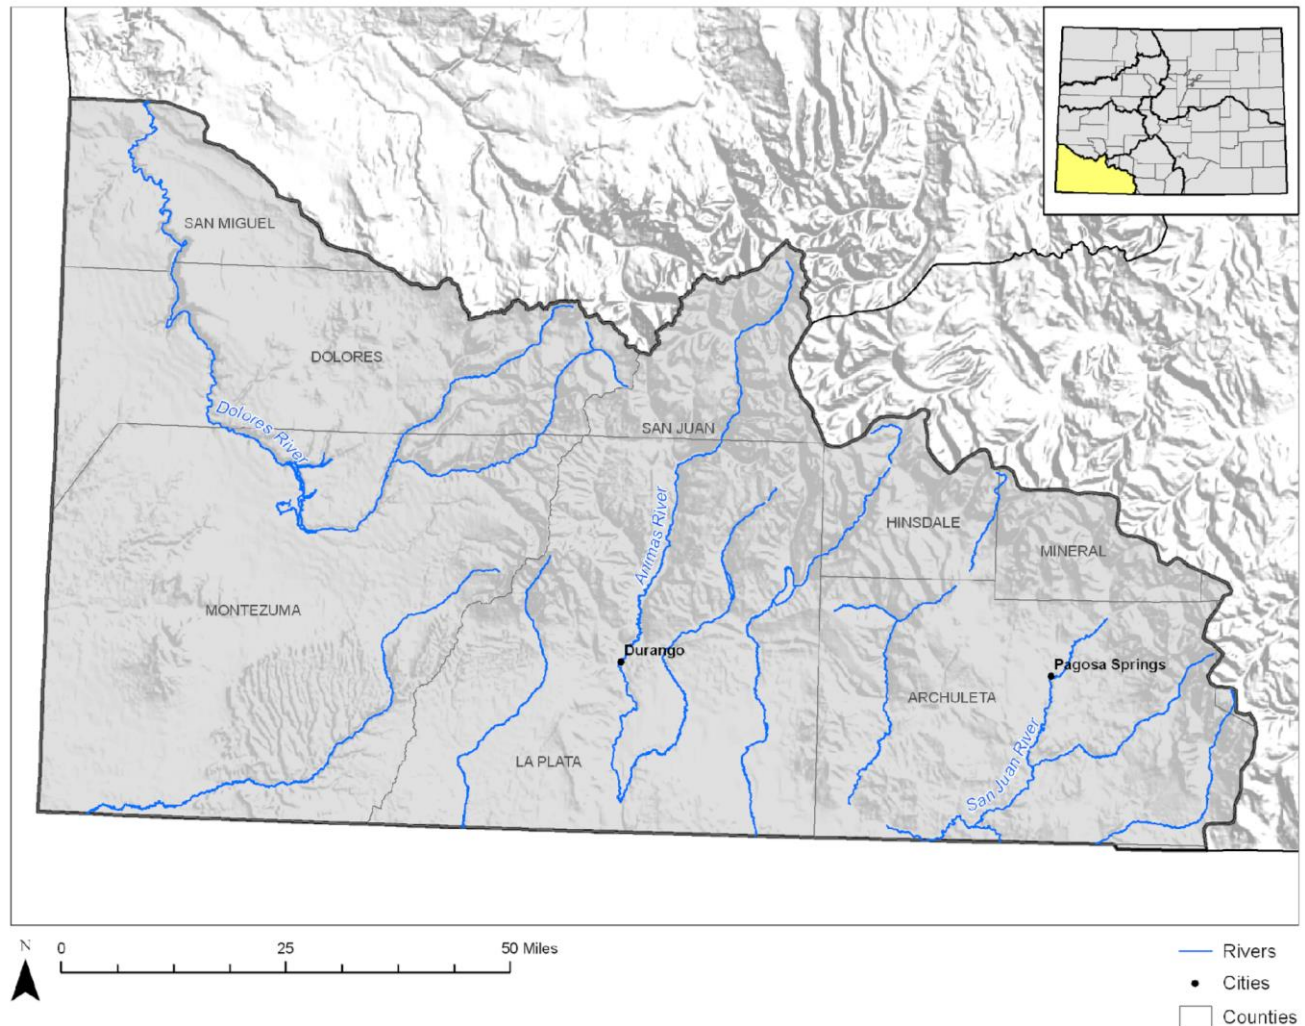 SAN MIGUEL
DOLORES
Dolores River
SAN JUAN
Animas River
HINSDALE
MINERAL
MONTEZUMA
Durango
Pagosa Springs
ARCHULETA
LA PLATA
San Juan River
N 0 25 50 Miles
Rivers
Cities
Counties